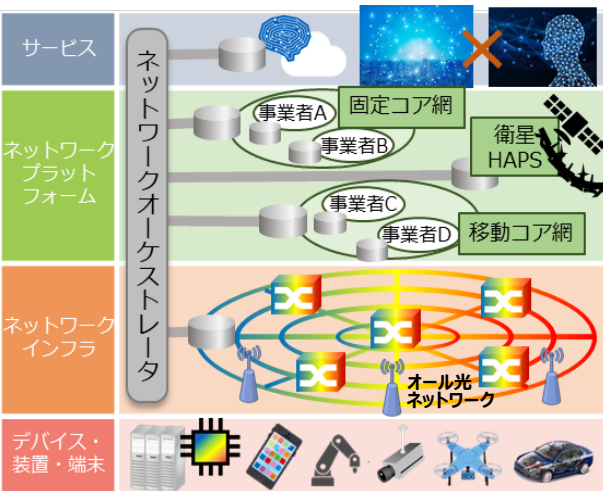 サービス
ネットワークオーケストレータ
ネットワーク
プラット
フォーム
事業者A
固定コア網
事業者B
衛星
HAPS
事業者C
事業者D
移動コア網
ネットワーク
インフラ
オール光
ネットワーク
デバイス・
装置・端末